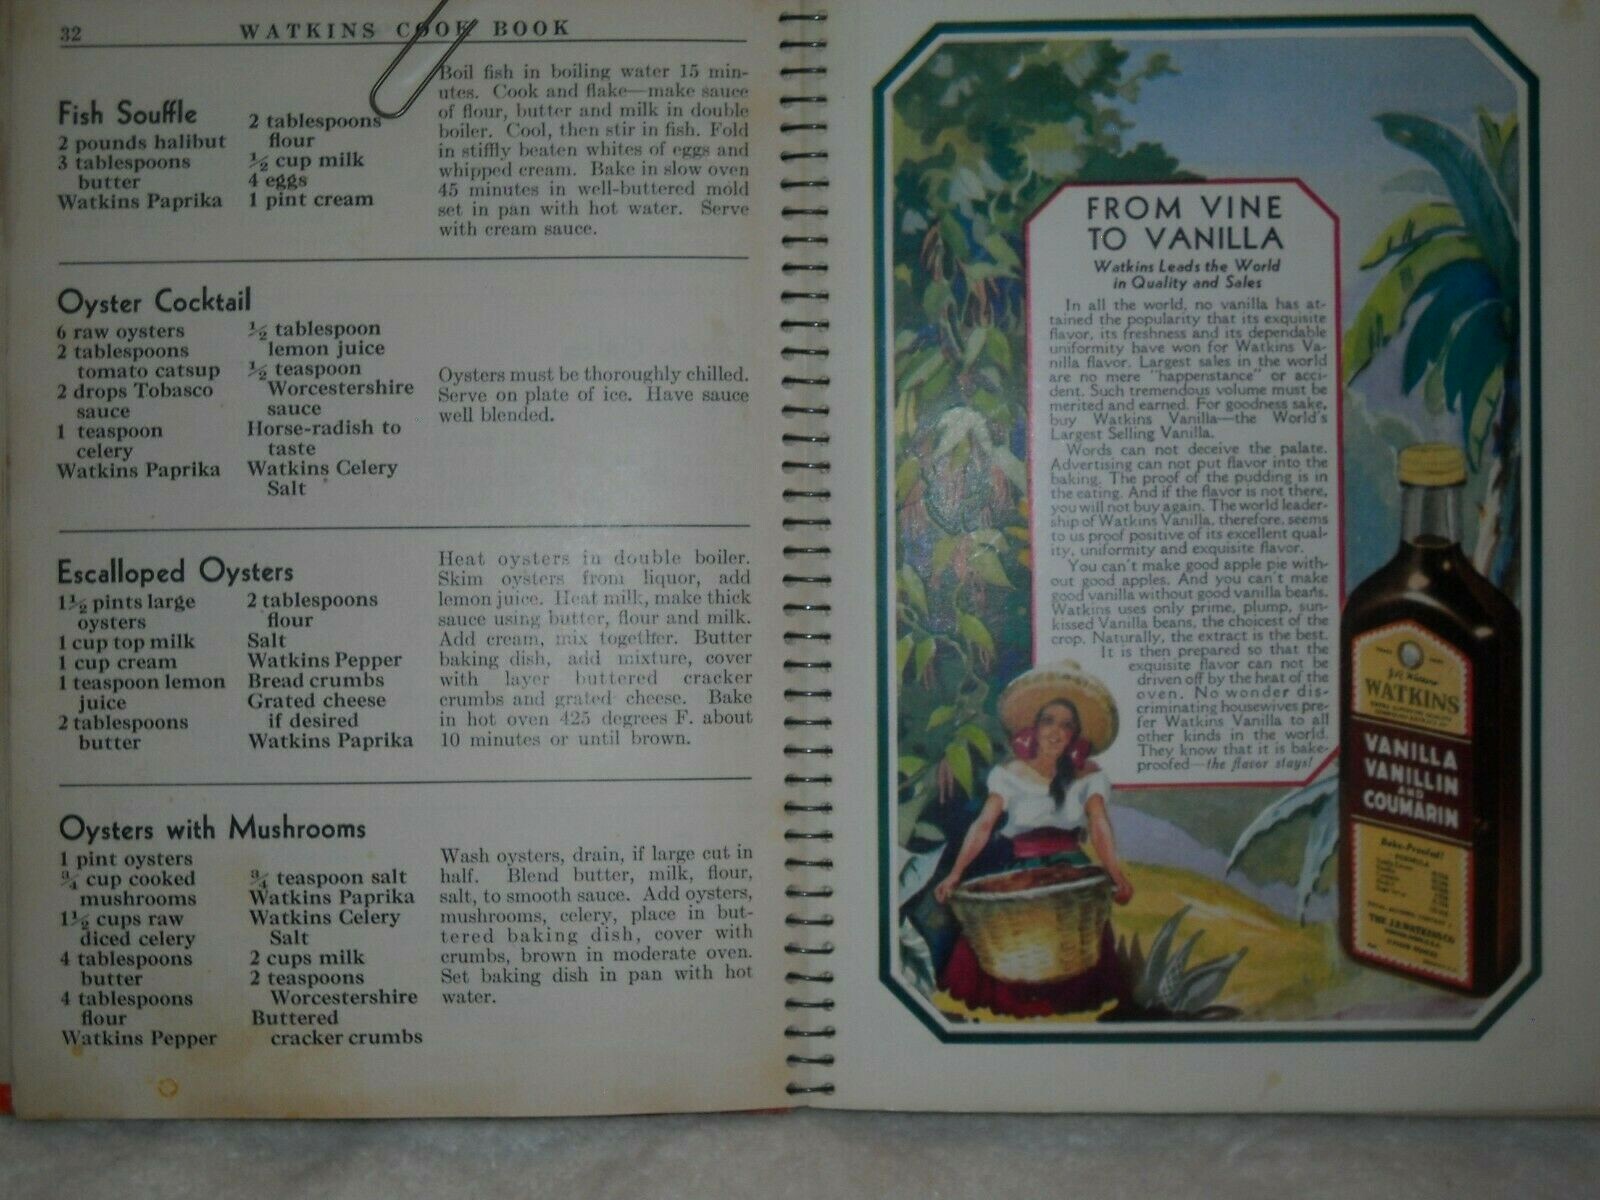 32
WATKINS COOK BOOK
Fish Souffle
2 pounds halibut
3 tablespoons
butter
Watkins Paprika
2 tablespoons
flour
½ cup milk
4 eggs
1 pint cream
Boil fish in boiling water 15 min-
utes. Cook and flake—make sauce
of flour, butter and milk in double
boiler. Cool, then stir in fish. Fold
in stiffly beaten whites of eggs and
whipped cream. Bake in slow oven
45 minutes in well-buttered mold
set in pan with hot water. Serve
with cream sauce.
Oyster Cocktail
6 raw oysters
2 tablespoons
tomato catsup
2 drops Tobasco
sauce
1 teaspoon
celery
Watkins Paprika
½ tablespoon
lemon juice
½ teaspoon
Worcestershire
sauce
Horse-radish to
taste
Watkins Celery
Salt
Oysters must be thoroughly chilled.
Serve on plate of ice. Have sauce
well blended.
Escalloped Oysters
1½ pints large
oysters
1 cup top milk
1 cup cream
1 teaspoon lemon
juice
2 tablespoons
butter
2 tablespoons
flour
Salt
Watkins Pepper
Bread crumbs
Grated cheese
if desired
Watkins Paprika
Heat oysters in double boiler.
Skim oysters from liquor, add
lemon juice. Heat milk, make thick
sauce using butter, flour and milk.
Add cream, mix together. Butter
baking dish, add mixture, cover
with layer buttered cracker
crumbs and grated cheese. Bake
in hot oven 425 degrees F. about
10 minutes or until brown.
Oysters with Mushrooms
1 pint oysters
¾ cup cooked
mushrooms
1½ cups raw
diced celery
4 tablespoons
butter
4 tablespoons
flour
Watkins Pepper
¾ teaspoon salt
Watkins Paprika
Watkins Celery
Salt
2 cups milk
2 teaspoons
Worcestershire
Buttered
cracker crumbs
Wash oysters, drain, if large cut in
half. Blend butter, milk, flour,
salt, to smooth sauce. Add oysters,
mushrooms, celery, place in but-
tered baking dish, cover with
crumbs, brown in moderate oven.
Set baking dish in pan with hot
water.
FROM VINE
TO VANILLA
Watkins Leads the World
in Quality and Sales
In all the world, no vanilla has at-
tained the popularity that its exquisite
flavor, its freshness and its dependable
uniformity have won for Watkins Va-
nilla flavor. Largest sales in the world
are no mere "happenstance" or acci-
dent. Such tremendous volume must be
merited and earned. For goodness sake,
buy Watkins Vanilla—the World's
Largest Selling Vanilla.
Words can not deceive the palate.
Advertising can not put flavor into the
baking. The proof of the pudding is in
the eating. And if the flavor is not there,
you will not buy again. The world leader-
ship of Watkins Vanilla, therefore, seems
to us proof positive of its excellent qual-
ity, uniformity and exquisite flavor.
You can't make good apple pie with-
out good apples. And you can't make
good vanilla without good vanilla beans.
Watkins uses only prime, plump, sun-
kissed Vanilla beans, the choicest of the
crop. Naturally, the extract is the best.
It is then prepared so that the
exquisite flavor can not be
driven off by the heat of the
oven. No wonder dis-
criminating housewives pre-
fer Watkins Vanilla to all
other kinds in the world.
They know that it is bake-
proofed—the flavor stays!
WATKINS
VANILLA
VANILLIN
AND
COUMARIN
Bake-Proofed!
FORMULA
THE J.R. WATKINS CO.